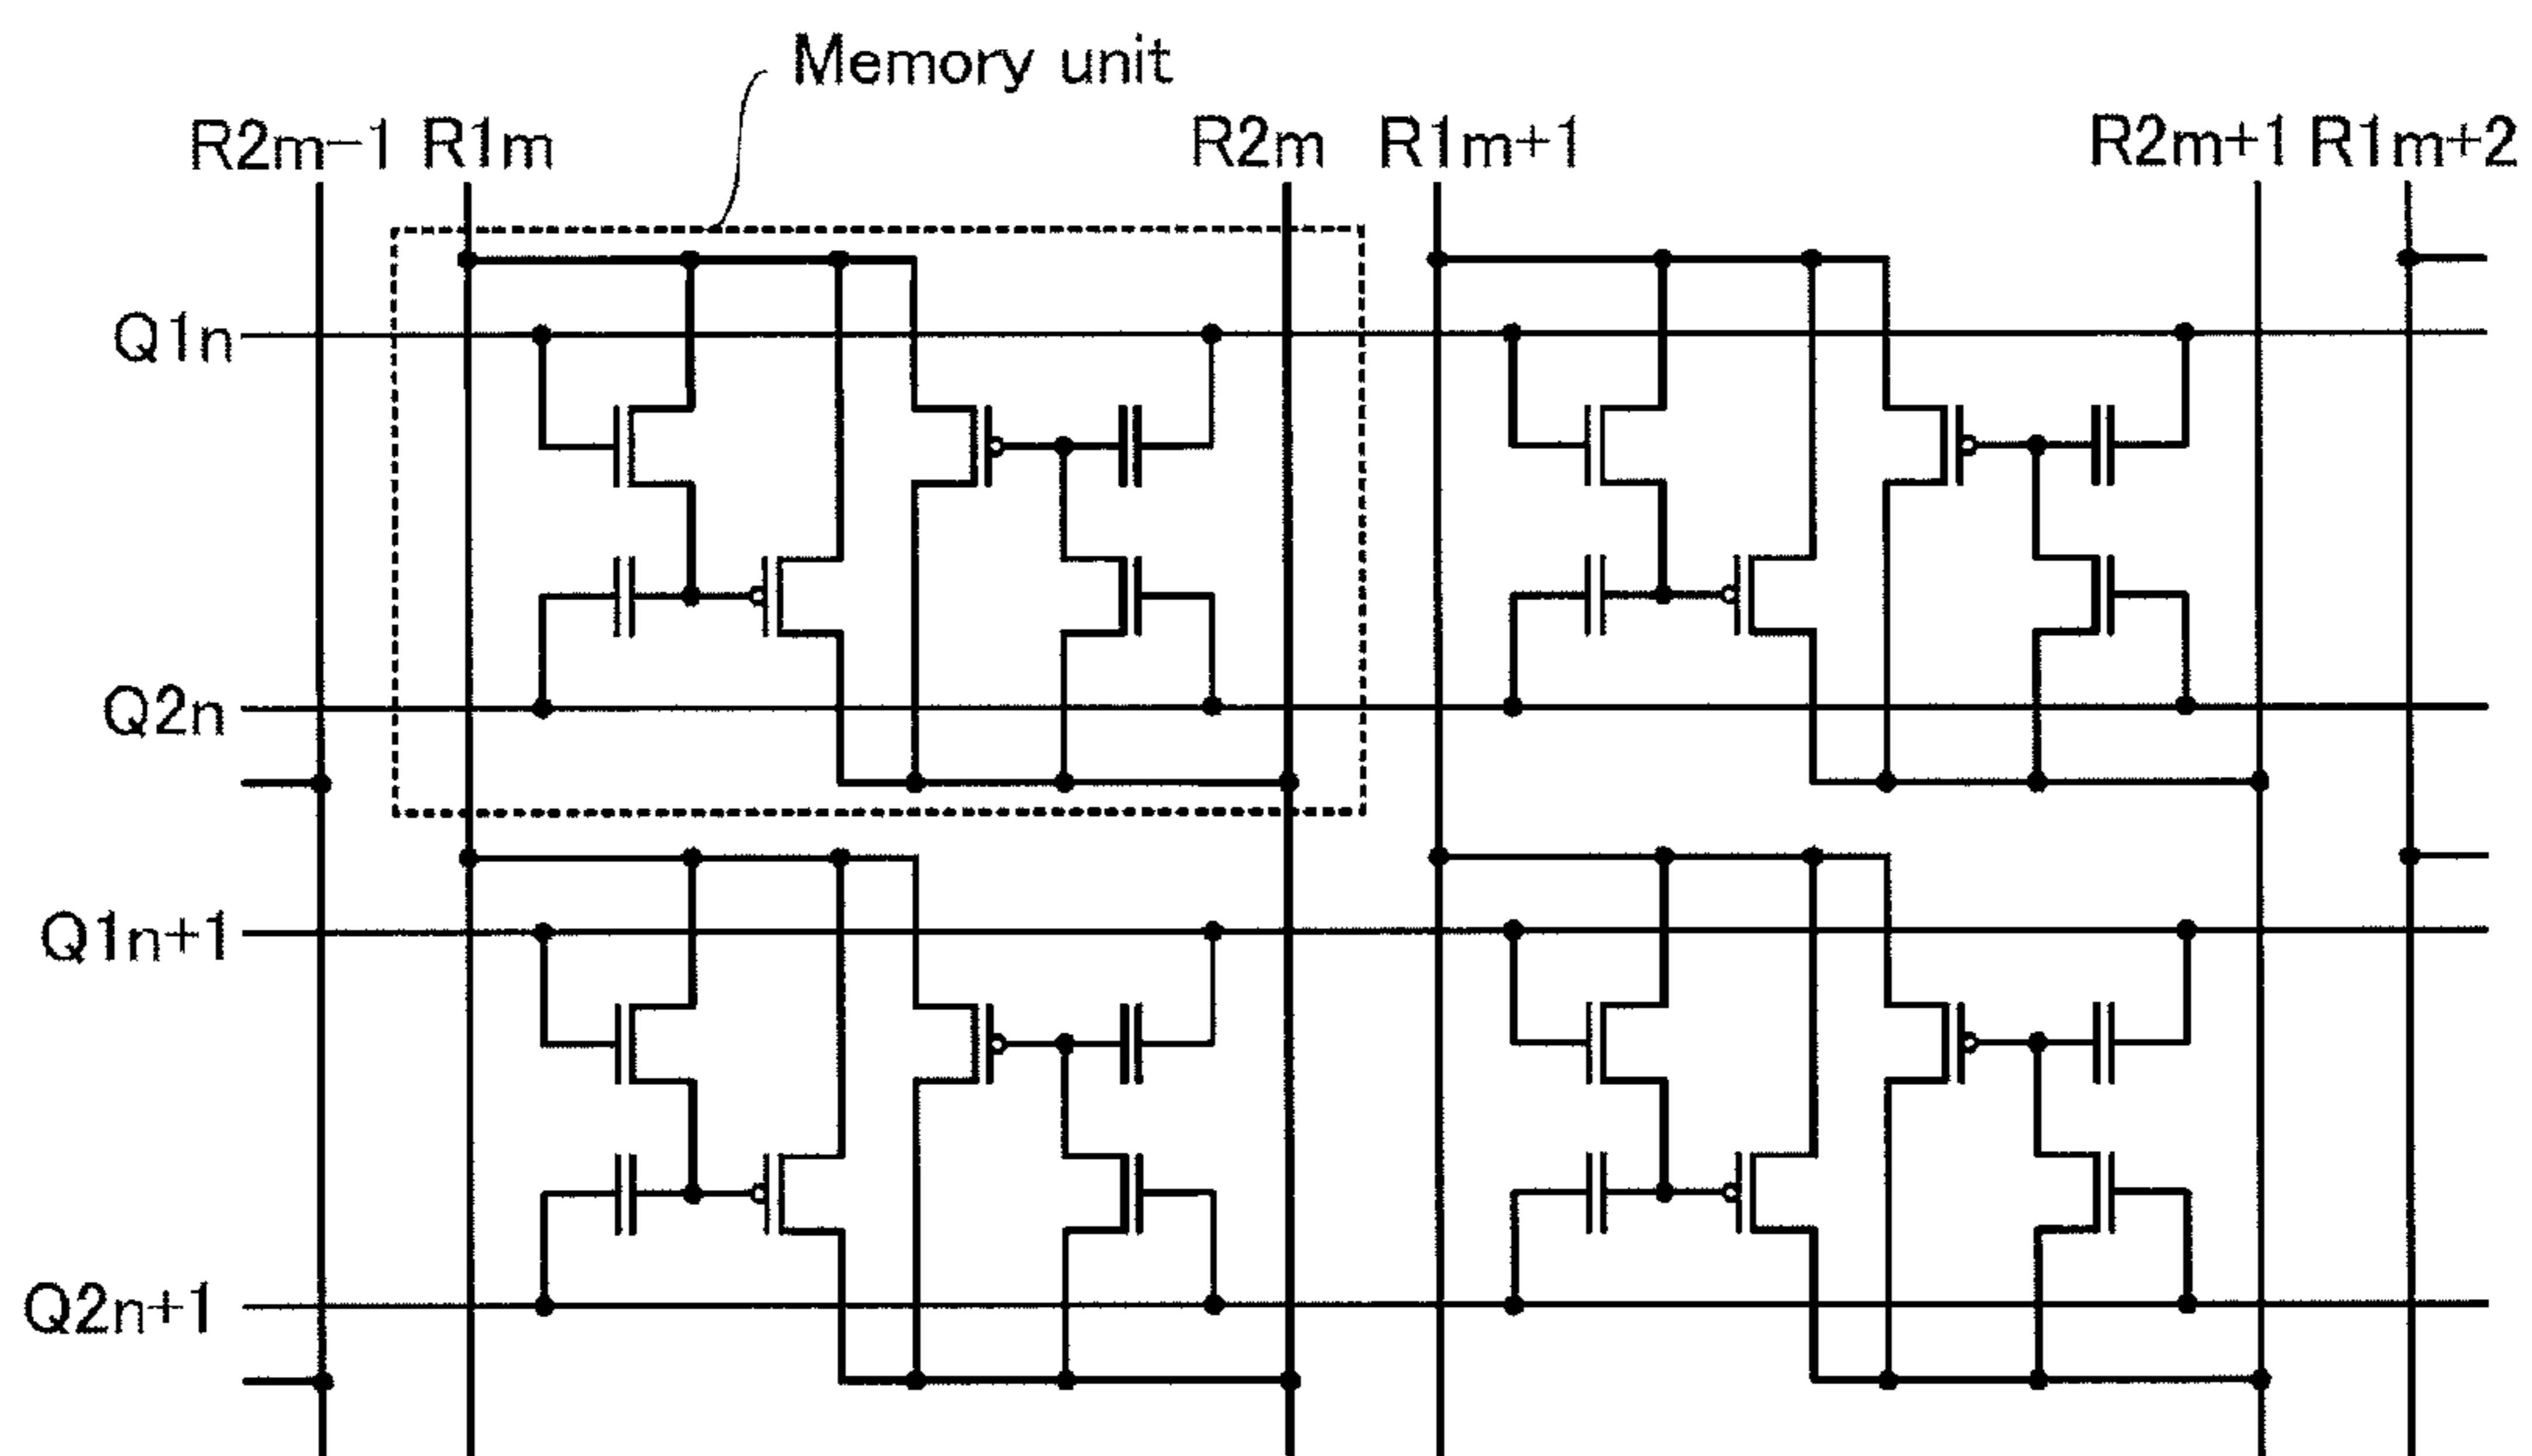 Memory unit
R2m-1 R1m R2m R1m+1 R2m+1 R1m+2
Q1n
Q2n
Q1n+1
Q2n+1